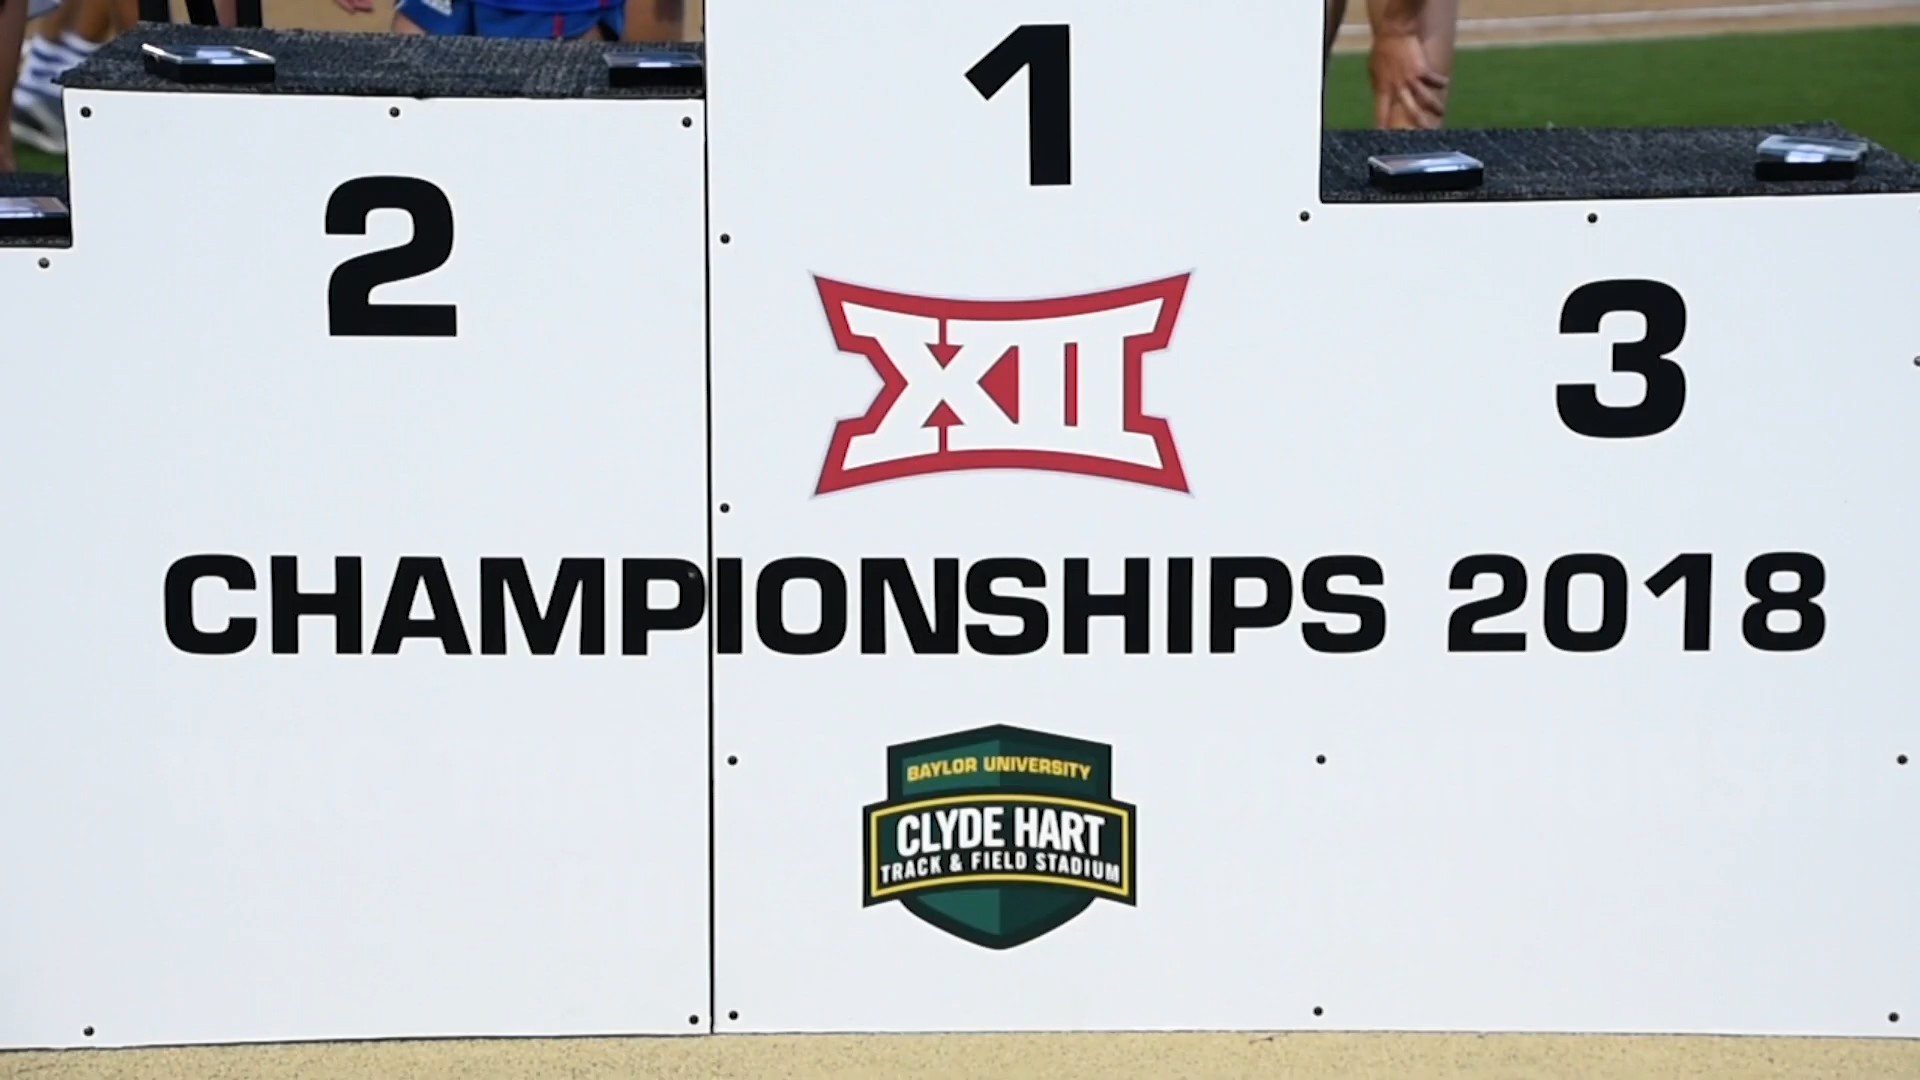 1
2
3
XII
CHAMPIONSHIPS 2018
BAYLOR UNIVERSITY
CLYDE HART
TRACK & FIELD STADIUM